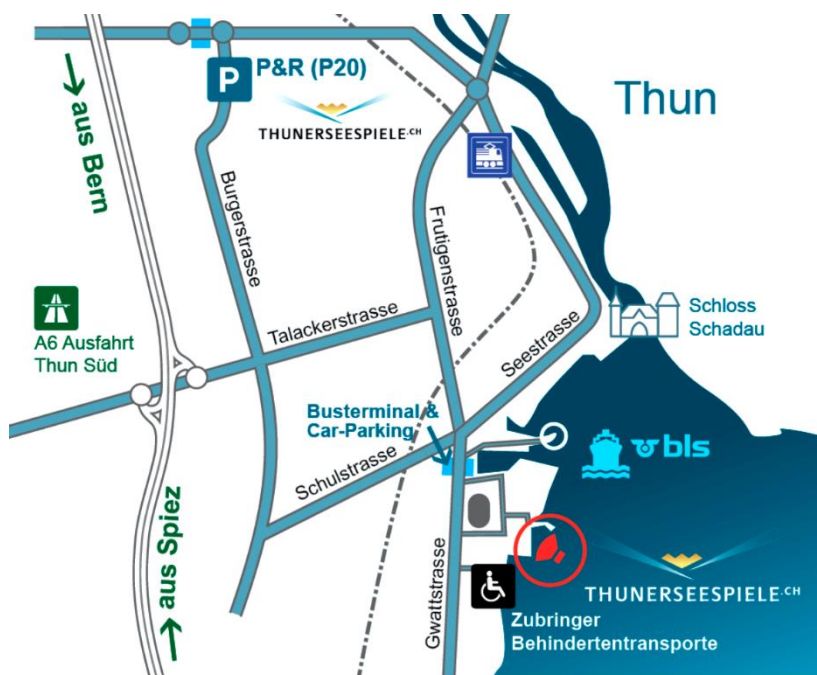 Thun
P&R (P20)
THUNERSEESPIELE.CH
aus Bern
Burgerstrasse
Frutigenstrasse
A6 Ausfahrt
Thun Süd
Talackerstrasse
Seestrasse
Schloss
Schadau
Busterminal &
Car-Parking
Schulstrasse
bls
aus Spiez
Gwattstrasse
THUNERSEESPIELE.CH
Zubringer
Behindertentransporte
P